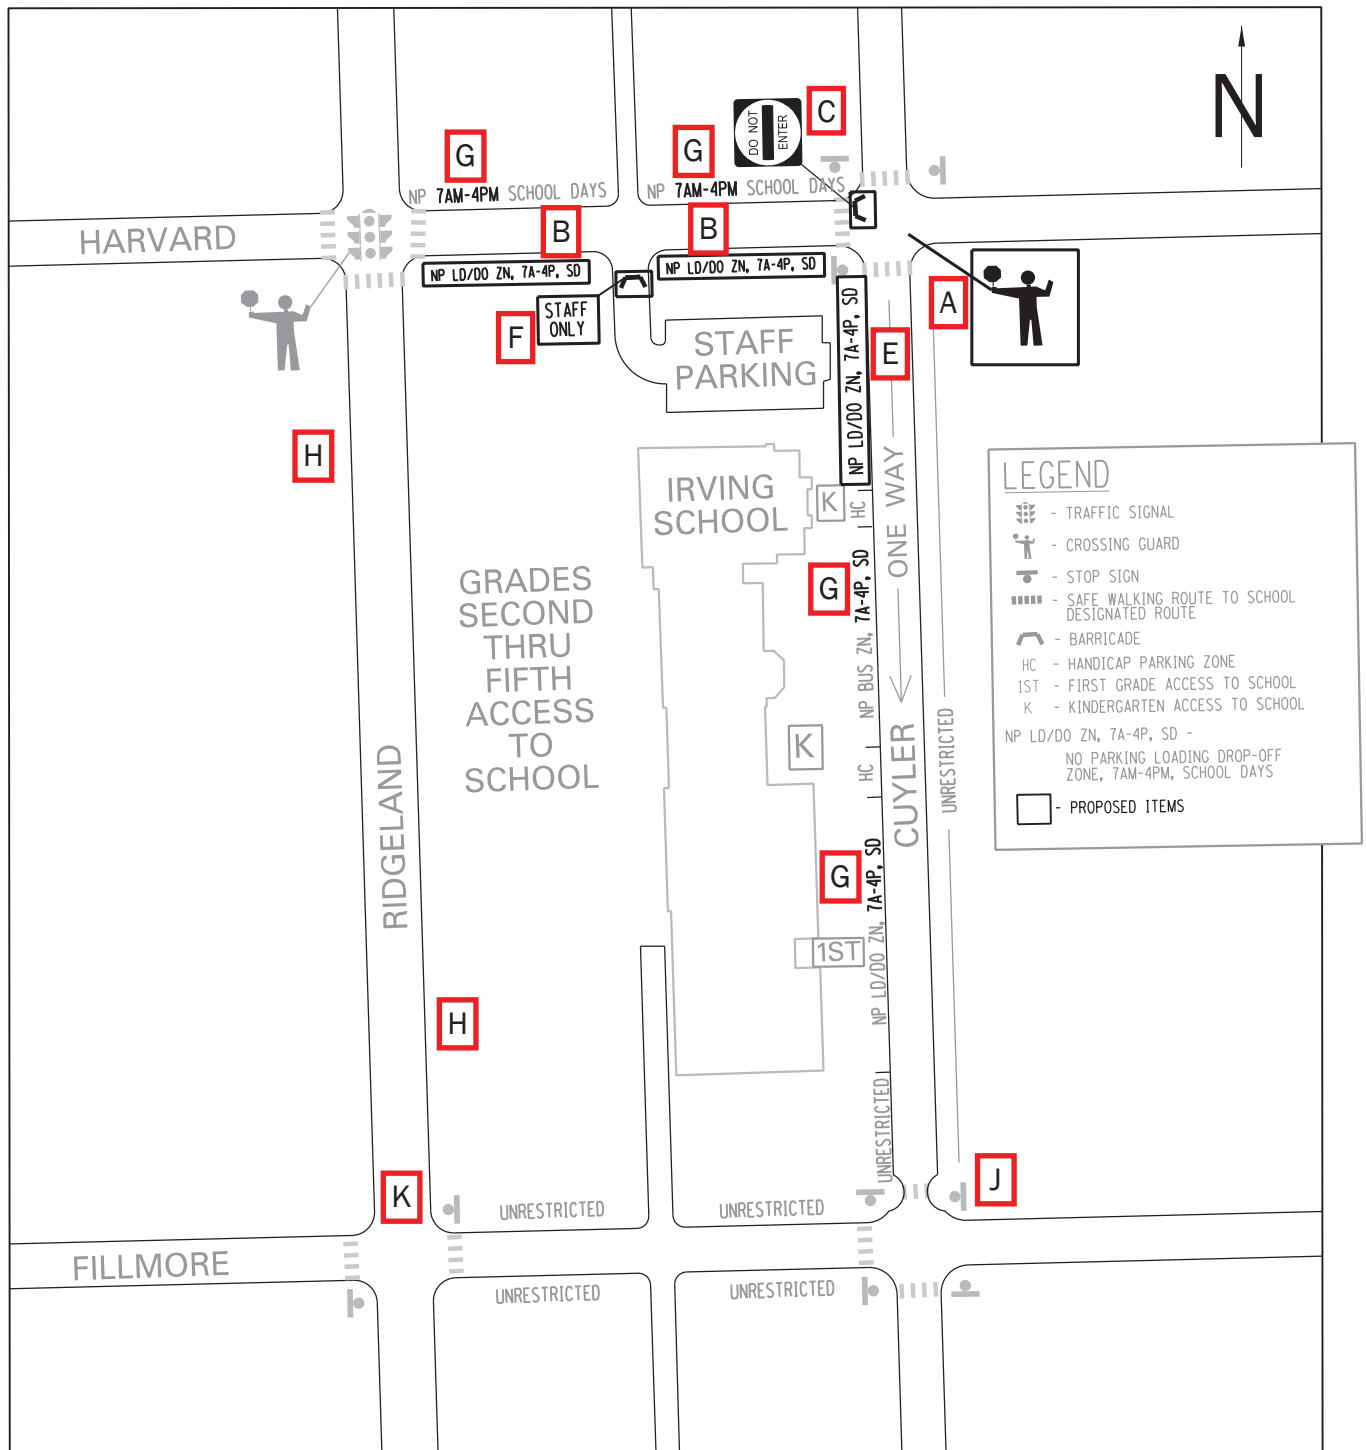 N
C
DO NOT
ENTER
G
G
NP 7AM-4PM SCHOOL DAYS
NP 7AM-4PM SCHOOL DAYS
HARVARD
B
B
NP LD/DO ZN, 7A-4P, SD
NP LD/DO ZN, 7A-4P, SD
A
F
STAFF
ONLY
STAFF
PARKING
NP LD/DO ZN, 7A-4P, SD
E
H
IRVING
SCHOOL
K
HC
ONE WAY
LEGEND
- TRAFFIC SIGNAL
- CROSSING GUARD
- STOP SIGN
- SAFE WALKING ROUTE TO SCHOOL
DESIGNATED ROUTE
- BARRICADE
HC - HANDICAP PARKING ZONE
1ST - FIRST GRADE ACCESS TO SCHOOL
K - KINDERGARTEN ACCESS TO SCHOOL
NP LD/DO ZN, 7A-4P, SD -
NO PARKING LOADING DROP-OFF
ZONE, 7AM-4PM, SCHOOL DAYS
- PROPOSED ITEMS
GRADES
SECOND
THRU
FIFTH
ACCESS
TO
SCHOOL
G
NP BUS ZN, 7A-4P, SD
K
HC
CUYLER
UNRESTRICTED
RIDGELAND
G
NP LD/DO ZN, 7A-4P, SD
1ST
H
UNRESTRICTED
K
J
UNRESTRICTED
UNRESTRICTED
FILLMORE
UNRESTRICTED
UNRESTRICTED